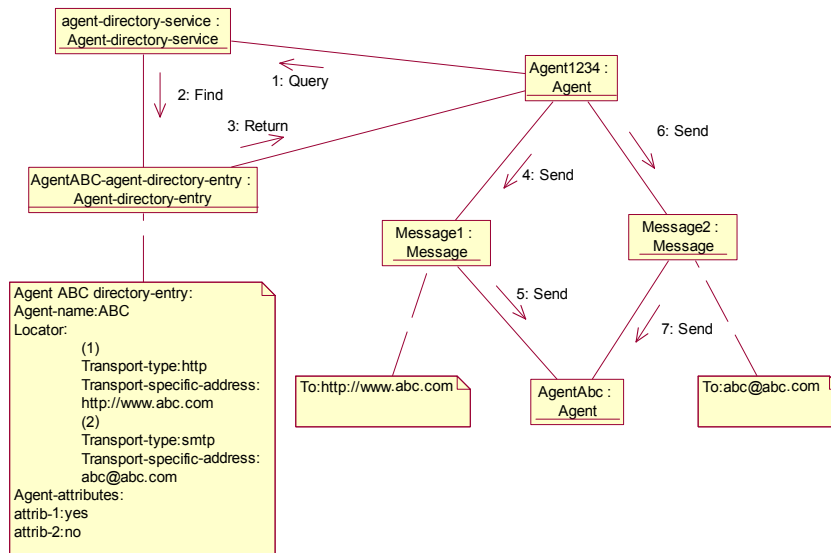 agent-directory-service :
Agent-directory-service
Agent1234 :
Agent
1: Query
2: Find
3: Return
AgentABC-agent-directory-entry :
Agent-directory-entry
4: Send
6: Send
Message1 :
Message
Message2 :
Message
5: Send
7: Send
Agent ABC directory-entry:
Agent-name:ABC
Locator:
(1)
Transport-type:http
Transport-specific-address:
http://www.abc.com
(2)
Transport-type:smtp
Transport-specific-address:
abc@abc.com
Agent-attributes:
attrib-1:yes
attrib-2:no
To:http://www.abc.com
AgentAbc :
Agent
To:abc@abc.com